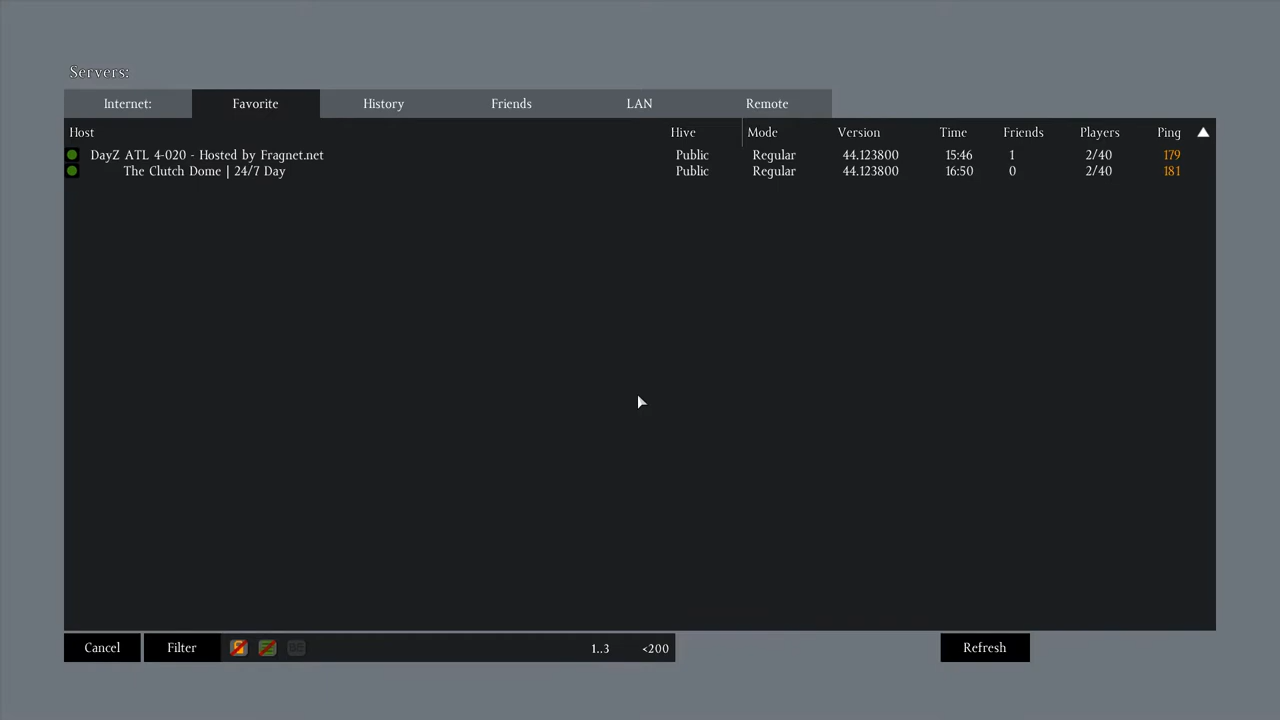 Servers:
Internet: Favorite History Friends LAN Remote
Host Hive Mode Version Time Friends Players Ping
DayZ ATL 4-020 - Hosted by Fragnet.net Public Regular 44.123800 15:46 1 2/40 179
The Clutch Dome | 24/7 Day Public Regular 44.123800 16:50 0 2/40 181
Cancel Filter 1..3 <200 Refresh